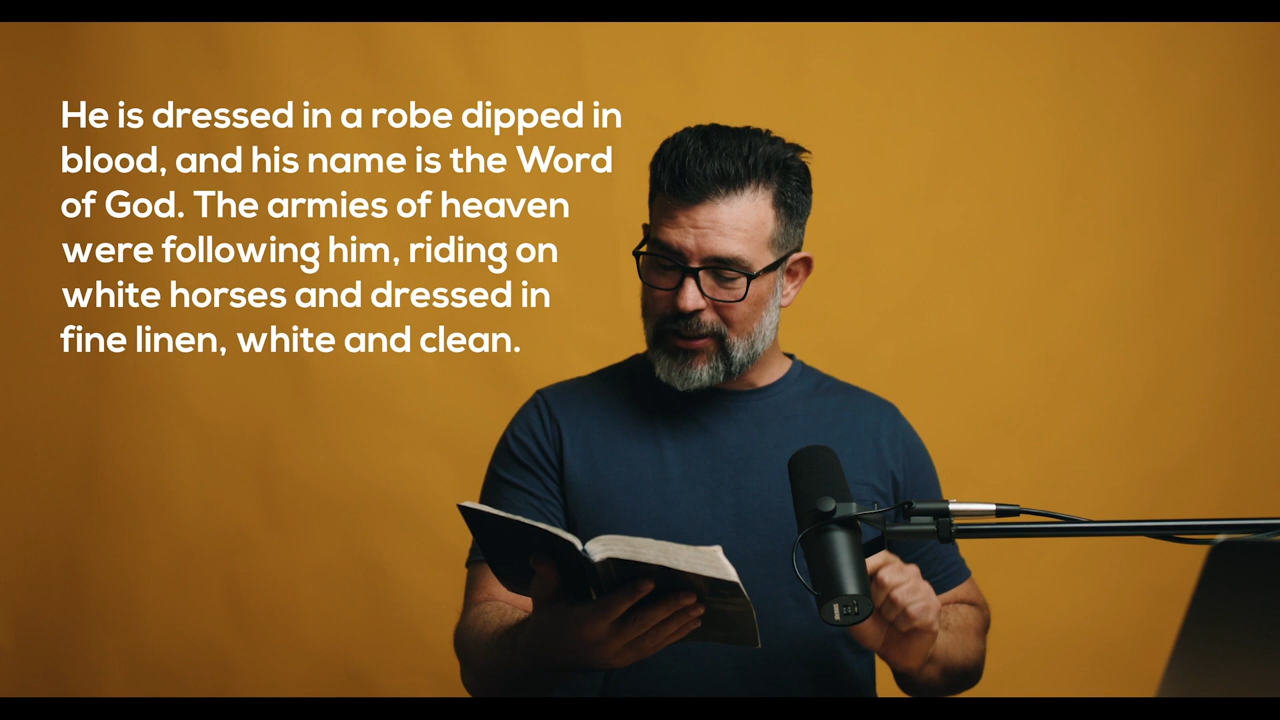 He is dressed in a robe dipped in
blood, and his name is the Word
of God. The armies of heaven
were following him, riding on
white horses and dressed in
fine linen, white and clean.